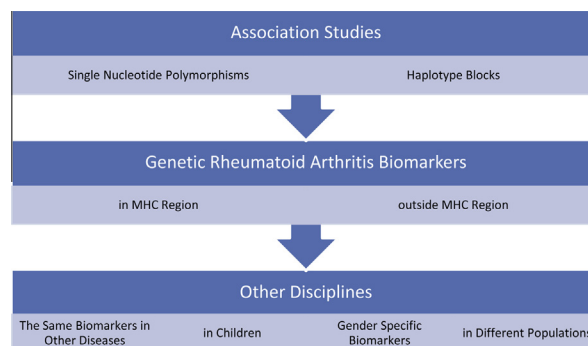 Association Studies
Single Nucleotide Polymorphisms
Haplotype Blocks
Genetic Rheumatoid Arthritis Biomarkers
in MHC Region
outside MHC Region
Other Disciplines
The Same Biomarkers in
Other Diseases
in Children
Gender Specific
Biomarkers
in Different Populations